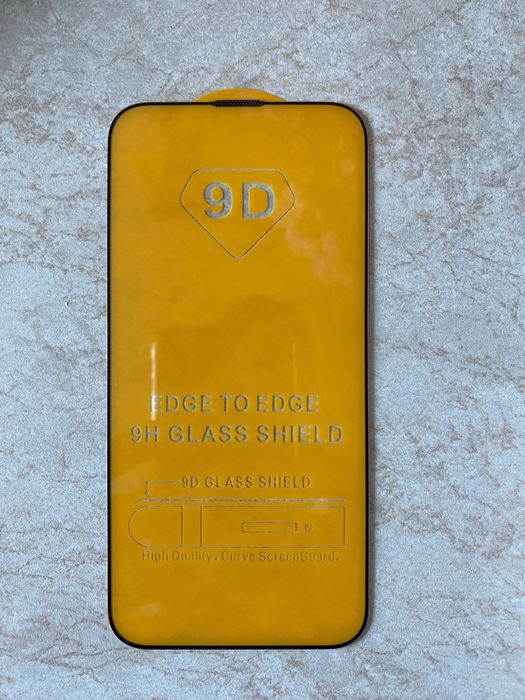 9D
EDGE TO EDGE
9H GLASS SHIELD
9D GLASS SHIELD
High Quality. Curve ScreenGuard.